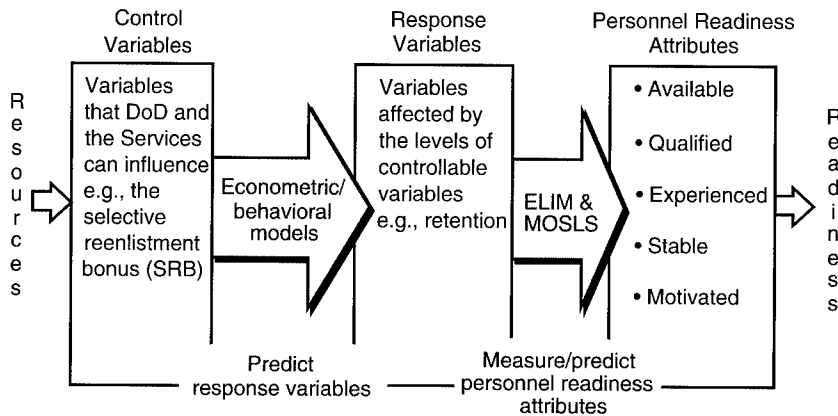 Control
Variables
Response
Variables
Personnel Readiness
Attributes
Resources
Variables
that DoD and
the Services
can influence
e.g., the
selective
reenlistment
bonus (SRB)
Econometric/
behavioral
models
Variables
affected by
the levels of
controllable
variables
e.g., retention
ELIM &
MOSLS
• Available
• Qualified
• Experienced
• Stable
• Motivated
Readiness
Predict
response variables
Measure/predict
personnel readiness
attributes